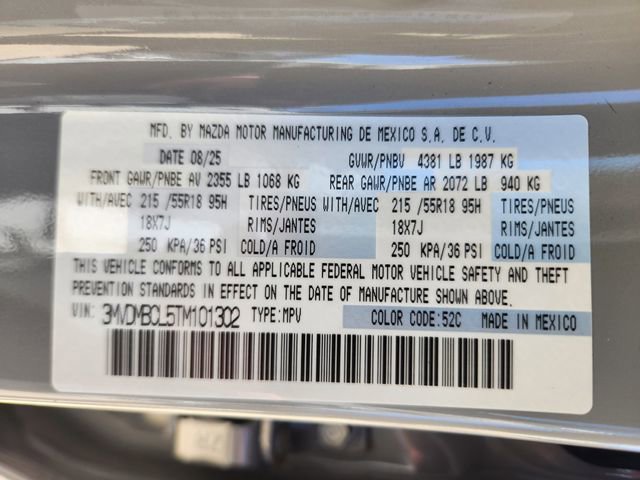 MFD. BY MAZDA MOTOR MANUFACTURING DE MEXICO S.A. DE C.V.
DATE 08/25 GVWR/PNBV 4381 LB 1987 KG
FRONT GAWR/PNBE AV 2355 LB 1068 KG REAR GAWR/PNBE AR 2072 LB 940 KG
WITH/AVEC 215 /55R18 95H TIRES/PNEUS WITH/AVEC 215 /55R18 95H TIRES/PNEUS
18X7J RIMS/JANTES 18X7J RIMS/JANTES
250 KPA/36 PSI COLD/A FROID 250 KPA/36 PSI COLD/A FROID
THIS VEHICLE CONFORMS TO ALL APPLICABLE FEDERAL MOTOR VEHICLE SAFETY AND THEFT
PREVENTION STANDARDS IN EFFECT ON THE DATE OF MANUFACTURE SHOWN ABOVE.
VIN: 3MVDMBCL5TM101302 TYPE:MPV COLOR CODE:52C MADE IN MEXICO